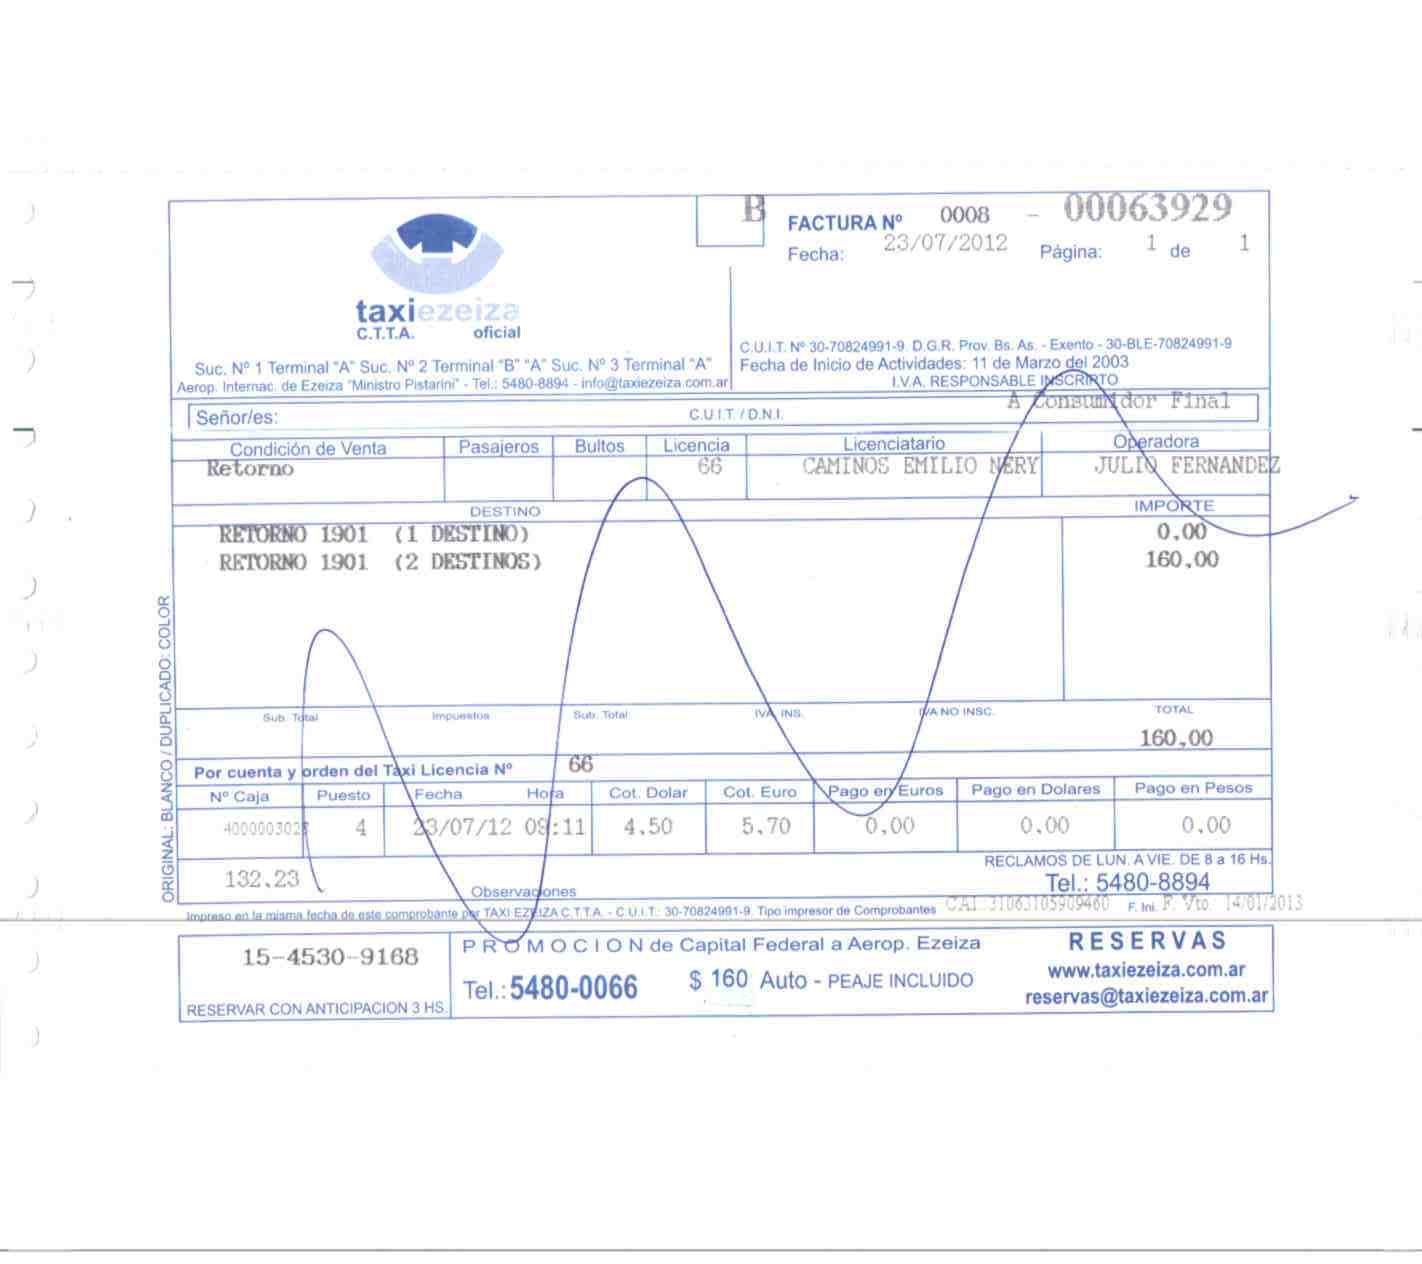 B
FACTURA Nº 0008 - 00063929
Fecha: 23/07/2012 Página: 1 de 1
taxiezeiza
C.T.T.A. oficial
Suc. Nº 1 Terminal "A" Suc. Nº 2 Terminal "B" "A" Suc. Nº 3 Terminal "A"
Aerop. Internac. de Ezeiza "Ministro Pistarini" - Tel.: 5480-8894 - info@taxiezeiza.com.ar
C.U.I.T. Nº 30-70824991-9. D.G.R. Prov. Bs. As. - Exento - 30-BLE-70824991-9
Fecha de Inicio de Actividades: 11 de Marzo del 2003
I.V.A. RESPONSABLE INSCRIPTO
Señor/es: C.U.I.T. / D.N.I. A Consumidor Final
Condición de Venta Pasajeros Bultos Licencia Licenciatario Operadora
Retorno 66 CAMINOS EMILIO NERY JULIO FERNANDEZ
DESTINO IMPORTE
RETORNO 1901 (1 DESTINO) 0.00
RETORNO 1901 (2 DESTINOS) 160,00
ORIGINAL: BLANCO / DUPLICADO: COLOR
Sub. Total Impuestos Sub. Total IVA. INS. IVA NO INSC. TOTAL
160,00
Por cuenta y orden del Taxi Licencia Nº 66
Nº Caja Puesto Fecha Hora Cot. Dolar Cot. Euro Pago en Euros Pago en Dolares Pago en Pesos
4 23/07/12 09:11 4.50 5.70 0.00 0.00 0.00
132.23 Observaciones
RECLAMOS DE LUN. A VIE. DE 8 a 16 Hs.
Tel.: 5480-8894
Impreso en la misma fecha de este comprobante por TAXI EZEIZA C.T.T.A. - C.U.I.T.: 30-70824991-9. Tipo impresor de Comprobantes CAI 31063105909460 F. Ini. F. Vto 14/01/2013
15-4530-9168
RESERVAR CON ANTICIPACION 3 HS.
PROMOCION de Capital Federal a Aerop. Ezeiza
Tel.: 5480-0066 $ 160 Auto - PEAJE INCLUIDO
RESERVAS
www.taxiezeiza.com.ar
reservas@taxiezeiza.com.ar